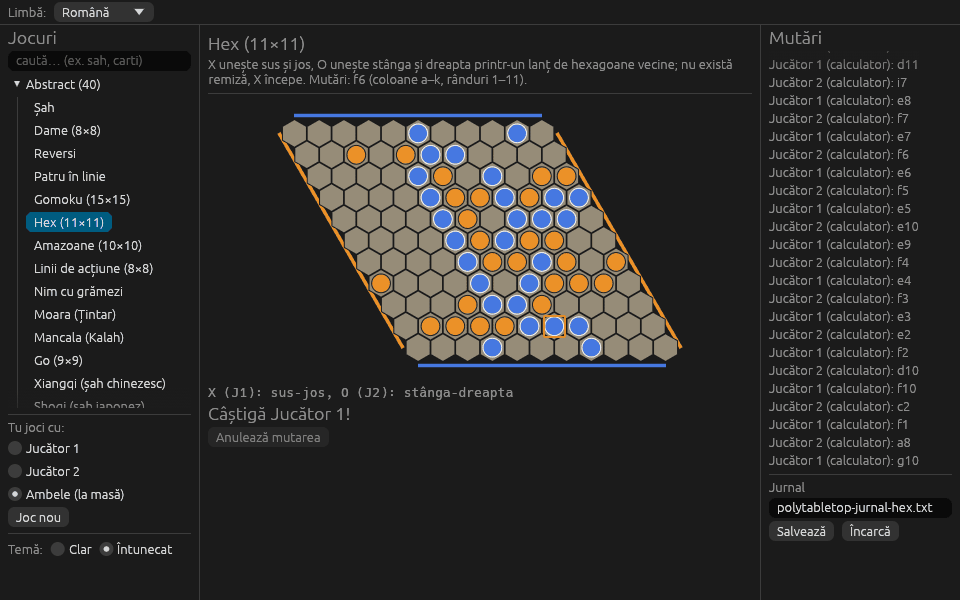 Limbă: Română
Jocuri
caută... (ex. sah, carti)
Abstract (40)
Șah
Dame (8×8)
Reversi
Patru în linie
Gomoku (15×15)
Hex (11×11)
Amazoane (10×10)
Linii de acțiune (8×8)
Nim cu grămezi
Moara (Țintar)
Mancala (Kalah)
Go (9×9)
Xiangqi (șah chinezesc)
Shogi (șah japonez)
Tu joci cu:
Jucător 1
Jucător 2
Ambele (la masă)
Joc nou
Temă: Clar Întunecat
Hex (11×11)
X unește sus și jos, O unește stânga și dreapta printr-un lanț de hexagoane vecine; nu există
remiză, X începe. Mutări: f6 (coloane a–k, rânduri 1–11).
X (J1): sus-jos, O (J2): stânga-dreapta
Câștigă Jucător 1!
Anulează mutarea
Mutări
Jucător 1 (calculator): d11
Jucător 2 (calculator): i7
Jucător 1 (calculator): e8
Jucător 2 (calculator): f7
Jucător 1 (calculator): e7
Jucător 2 (calculator): f6
Jucător 1 (calculator): e6
Jucător 2 (calculator): f5
Jucător 1 (calculator): e5
Jucător 2 (calculator): e10
Jucător 1 (calculator): e9
Jucător 2 (calculator): f4
Jucător 1 (calculator): e4
Jucător 2 (calculator): f3
Jucător 1 (calculator): e3
Jucător 2 (calculator): e2
Jucător 1 (calculator): f2
Jucător 2 (calculator): d10
Jucător 1 (calculator): f10
Jucător 2 (calculator): c2
Jucător 1 (calculator): f1
Jucător 2 (calculator): a8
Jucător 1 (calculator): g10
Jurnal
polytabletop-jurnal-hex.txt
Salvează Încarcă